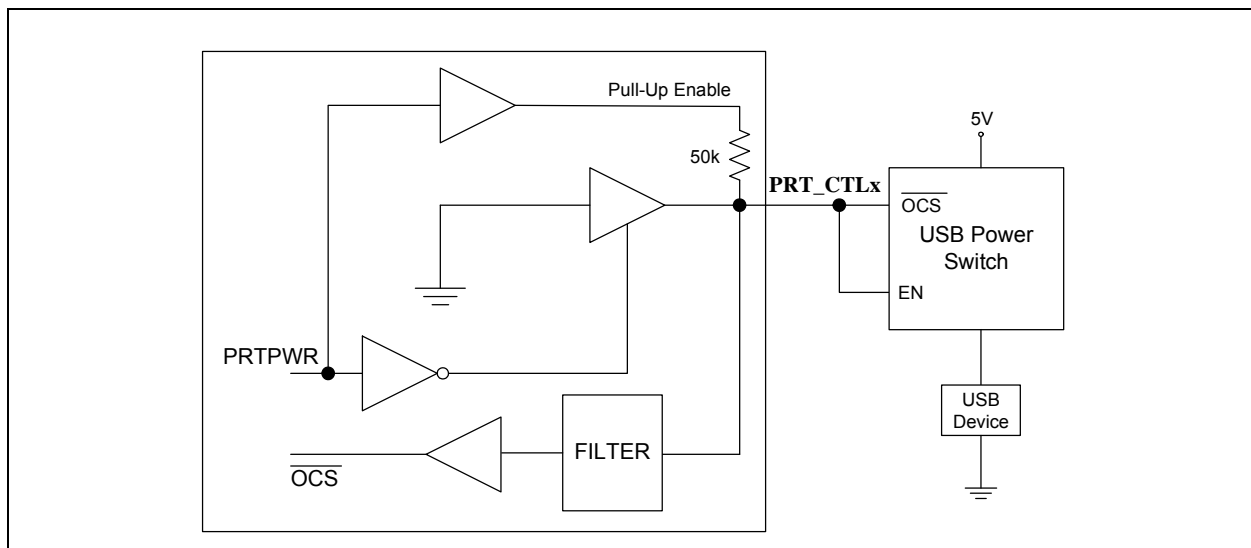 Pull-Up Enable
5V
50k
PRT_CTLx
OCS
USB Power
Switch
EN
PRTPWR
USB
Device
FILTER
OCS